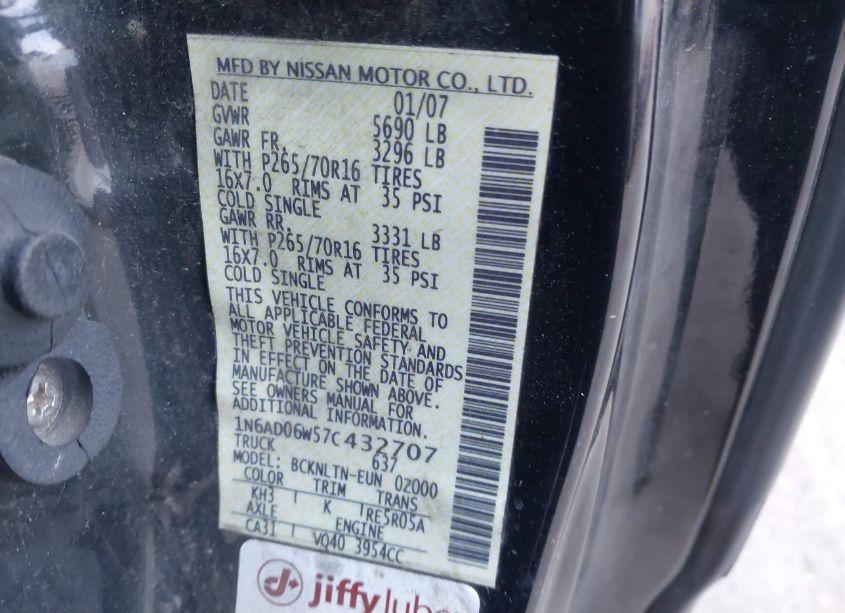 MFD BY NISSAN MOTOR CO., LTD.
DATE 01/07
GVWR 5690 LB
GAWR FR. 3296 LB
WITH P265/70R16 TIRES
16X7.0 RIMS AT 35 PSI
COLD SINGLE
GAWR RR. 3331 LB
WITH P265/70R16 TIRES
16X7.0 RIMS AT 35 PSI
COLD SINGLE
THIS VEHICLE CONFORMS TO
ALL APPLICABLE FEDERAL
MOTOR VEHICLE SAFETY AND
THEFT PREVENTION STANDARDS
IN EFFECT ON THE DATE OF
MANUFACTURE SHOWN ABOVE.
SEE OWNERS MANUAL FOR
ADDITIONAL INFORMATION.
1N6AD06W57C432707
TRUCK 637
MODEL: BCKNLTN-EUN 02000
COLOR TRIM TRANS
KH3 K RE5R05A
AXLE ENGINE
CA31 VQ40 3954CC
jiffy lube